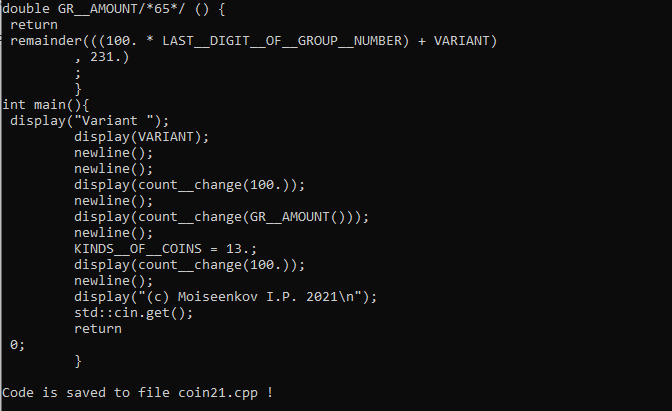 double GR__AMOUNT/*65*/ () {
 return
 remainder(((100. * LAST__DIGIT__OF__GROUP__NUMBER) + VARIANT)
         , 231.)
         ;
         }
int main(){
 display("Variant ");
         display(VARIANT);
         newline();
         newline();
         display(count__change(100.));
         newline();
         display(count__change(GR__AMOUNT()));
         newline();
         KINDS__OF__COINS = 13.;
         display(count__change(100.));
         newline();
         display("(c) Moiseenkov I.P. 2021\n");
         std::cin.get();
         return
 0;
         }
Code is saved to file coin21.cpp !